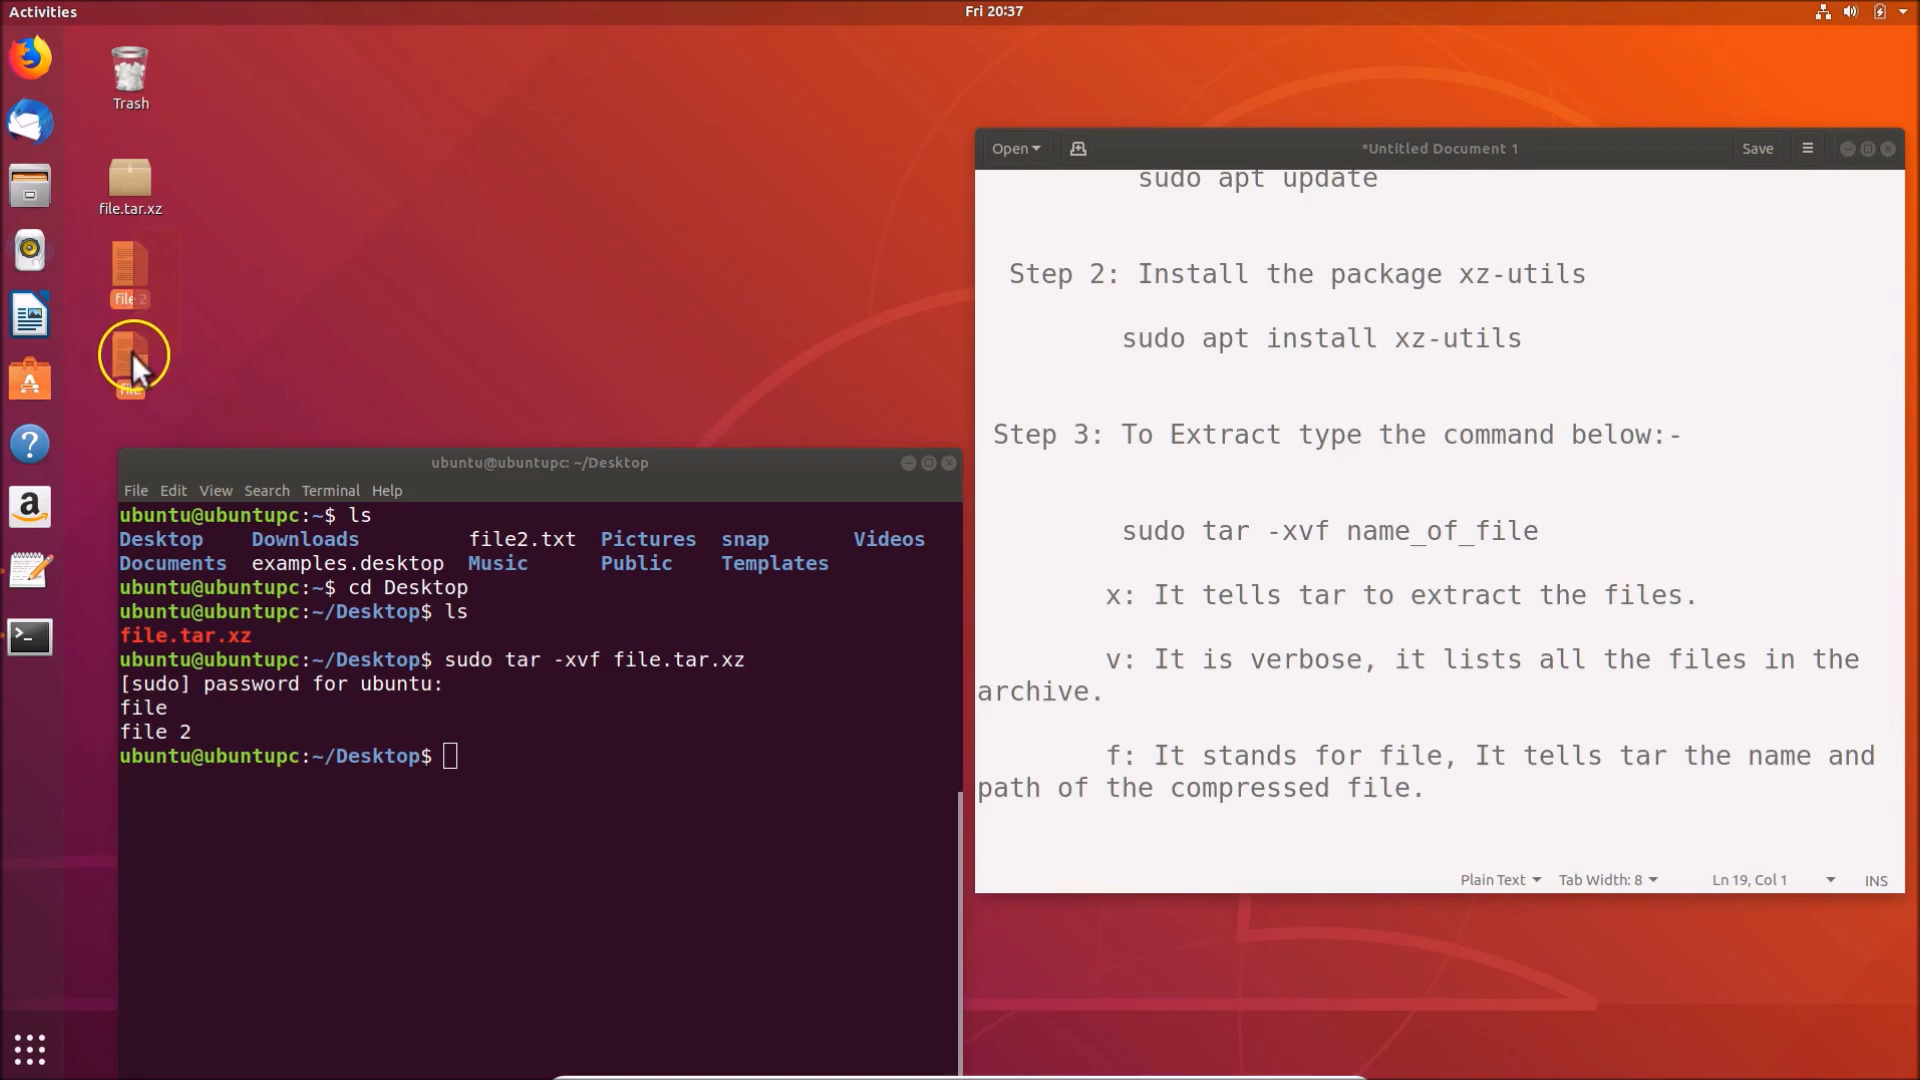 Activities
Fri 20:37
Trash
file.tar.xz
file 2
file
Open
*Untitled Document 1
Save
sudo apt update
Step 2: Install the package xz-utils
sudo apt install xz-utils
Step 3: To Extract type the command below:-
sudo tar -xvf name_of_file
x: It tells tar to extract the files.
v: It is verbose, it lists all the files in the
archive.
f: It stands for file, It tells tar the name and
path of the compressed file.
Plain Text
Tab Width: 8
Ln 19, Col 1
INS
ubuntu@ubuntupc: ~/Desktop
File Edit View Search Terminal Help
ubuntu@ubuntupc:~$ ls
Desktop Downloads file2.txt Pictures snap Videos
Documents examples.desktop Music Public Templates
ubuntu@ubuntupc:~$ cd Desktop
ubuntu@ubuntupc:~/Desktop$ ls
file.tar.xz
ubuntu@ubuntupc:~/Desktop$ sudo tar -xvf file.tar.xz
[sudo] password for ubuntu:
file
file 2
ubuntu@ubuntupc:~/Desktop$